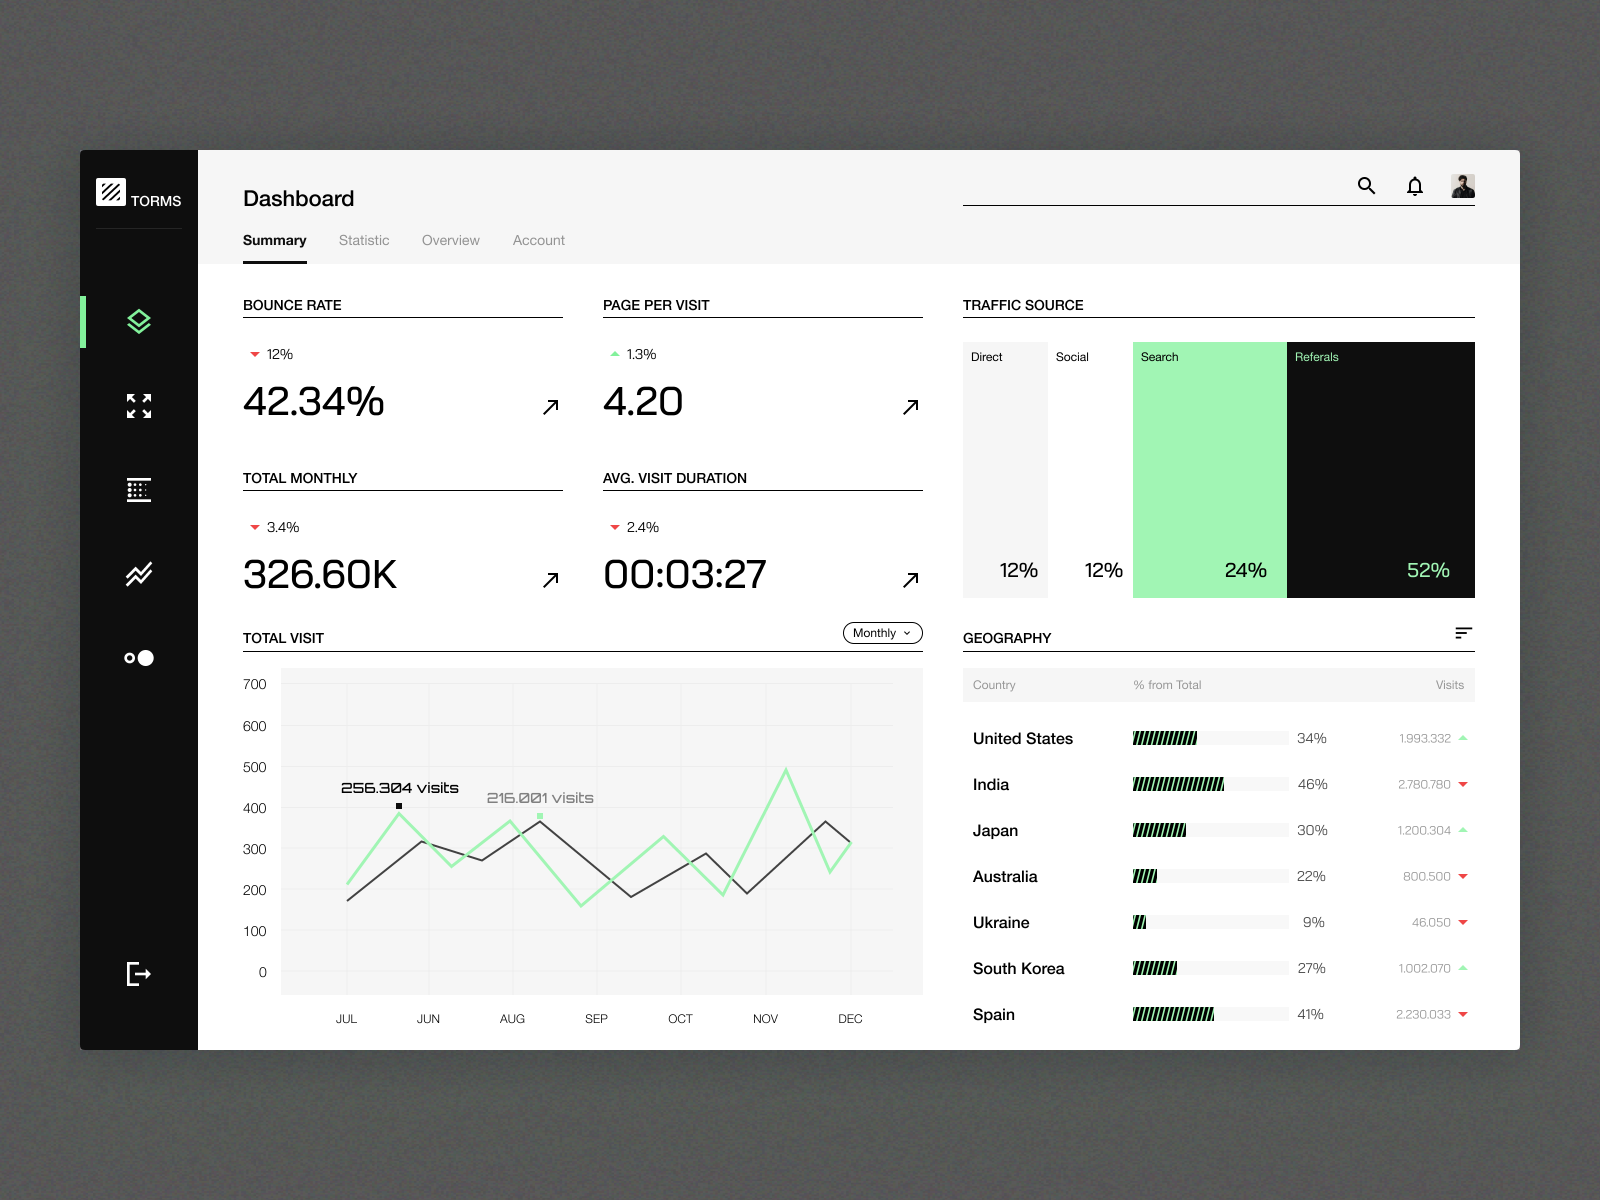 TORMS
Dashboard
Summary Statistic Overview Account
BOUNCE RATE
12%
42.34%
PAGE PER VISIT
1.3%
4.20
TOTAL MONTHLY
3.4%
326.60K
AVG. VISIT DURATION
2.4%
00:03:27
TRAFFIC SOURCE
Direct Social Search Referals
12% 12% 24% 52%
TOTAL VISIT Monthly
700
600
500
400
300
200
100
0
256.304 visits
216.001 visits
JUL JUN AUG SEP OCT NOV DEC
GEOGRAPHY
Country % from Total Visits
United States 34% 1.993.332
India 46% 2.780.780
Japan 30% 1.200.304
Australia 22% 800.500
Ukraine 9% 46.050
South Korea 27% 1.002.070
Spain 41% 2.230.033